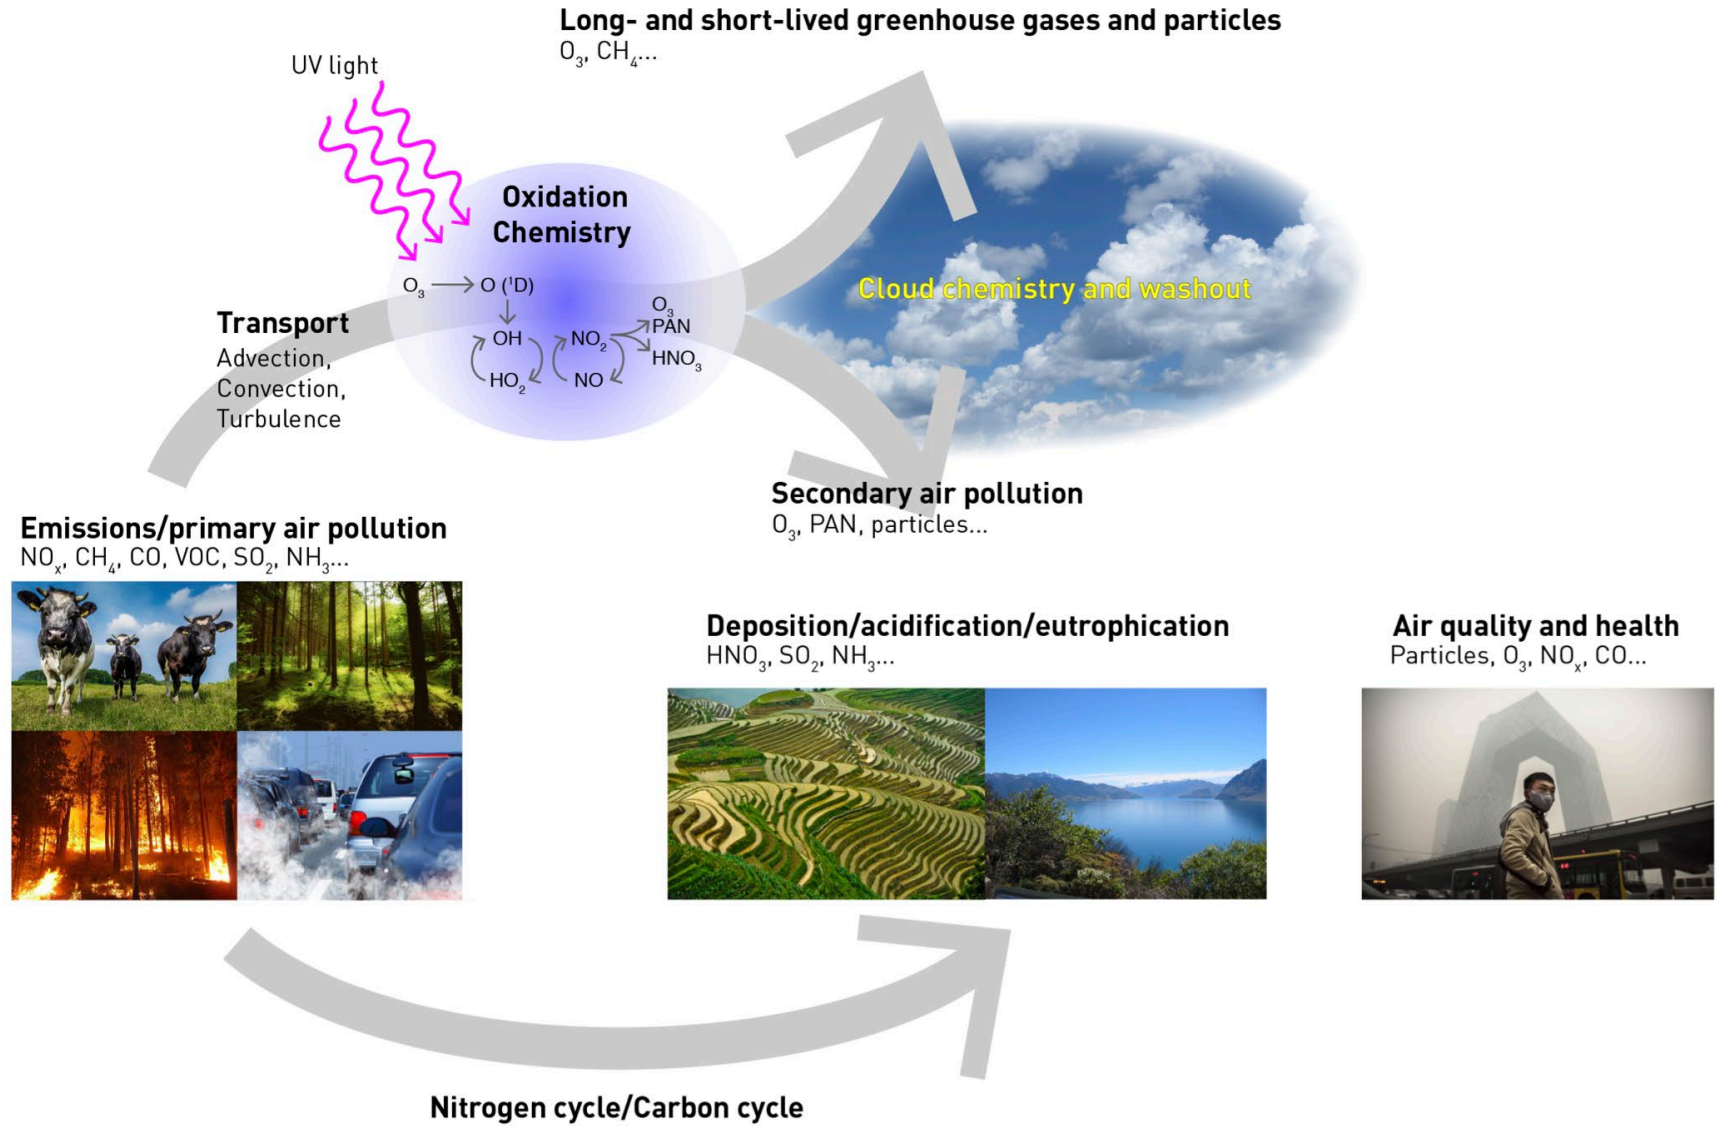 Long- and short-lived greenhouse gases and particles
O₃, CH₄...
UV light
Oxidation
Chemistry
O₃ → O (¹D)
OH
HO₂
NO₂
NO
O₃
PAN
HNO₃
Transport
Advection,
Convection,
Turbulence
Cloud chemistry and washout
Secondary air pollution
O₃, PAN, particles...
Emissions/primary air pollution
NOₓ, CH₄, CO, VOC, SO₂, NH₃...
Deposition/acidification/eutrophication
HNO₃, SO₂, NH₃...
Air quality and health
Particles, O₃, NOₓ, CO...
Nitrogen cycle/Carbon cycle